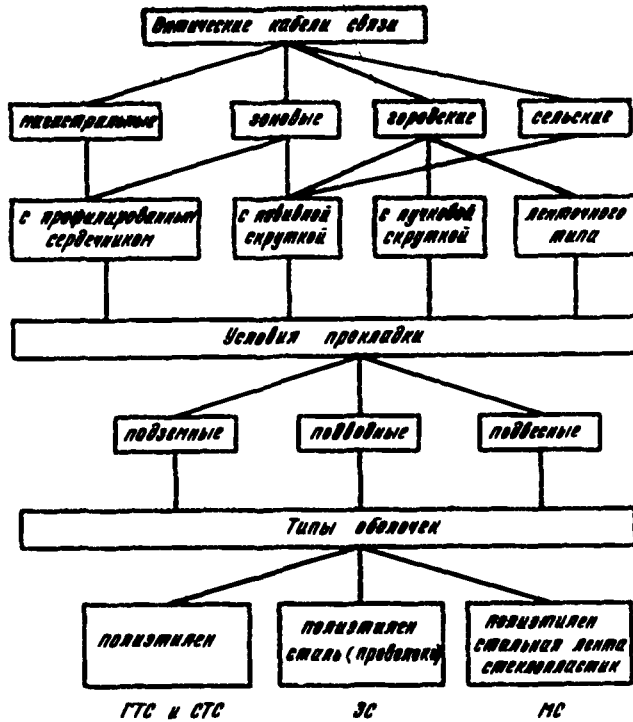 Оптические кабели связи
магистральные
зоновые
городские
сельские
с профилированным
сердечником
с повивной
скруткой
с пучковой
скруткой
ленточного
типа
Условия прокладки
подземные
подводные
подвесные
Типы оболочек
полиэтилен
полиэтилен
сталь (проволока)
полиэтилен
стальная лента
стеклопластик
ГТС и СТС
ЗС
МС